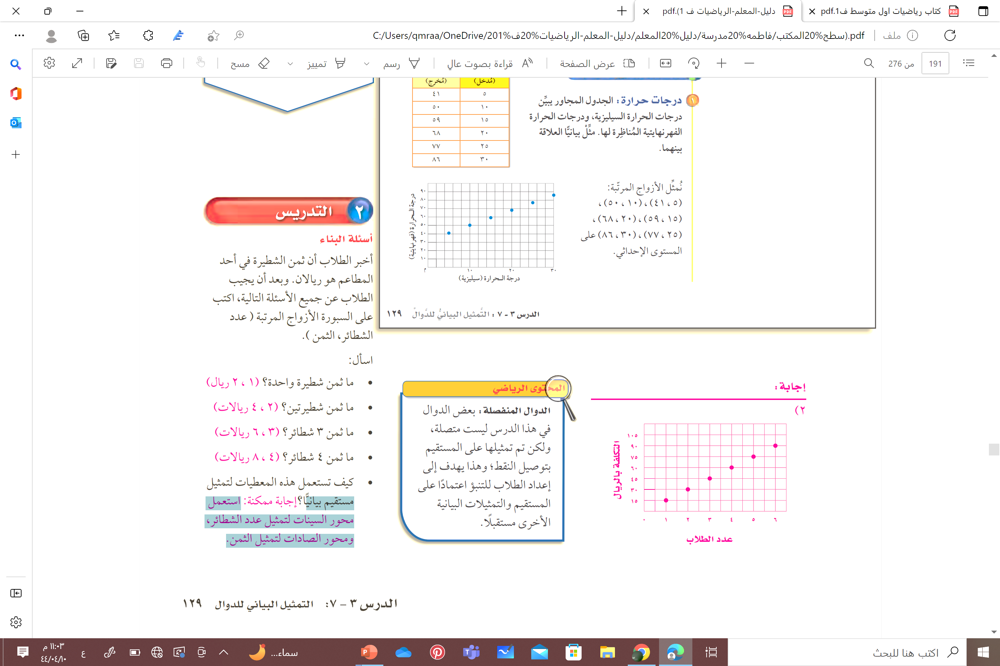 كتاب رياضيات اول متوسط ف1.pdf
دليل-المعلم-الرياضيات ف 1).pdf
ملف
C:/Users/qmraa/OneDrive/سطح%20المكتب/فاطمه%20مدرسة/دليل%20المعلم/دليل-المعلم-الرياضيات%20ف%201).pdf
191
من 276
عرض الصفحة
قراءة بصوت عالٍ
رسم
تمييز
مسح
(مُدخل) (مُخرج)
٥ ٤١
١٠ ٥٠
١٥ ٥٩
٢٠ ٦٨
٢٥ ٧٧
٣٠ ٨٦
١ درجات حرارة: الجدول المجاور يبيِّن
درجات الحرارة السيليزية، ودرجات الحرارة
الفهرنهايتية المُناظِرة لها. مثِّلْ بيانيًّا العلاقة
بينهما.
نُمثِّل الأزواج المرتّبة:
(٥ ، ٤١)، (١٠ ، ٥٠) ،
(١٥ ، ٥٩)، (٢٠ ، ٦٨) ،
(٢٥ ، ٧٧)، (٣٠ ، ٨٦) على
المستوى الإحداثي.
درجة الـحرارة (فهرنهايتية)
٩٠
٨٠
٧٠
٦٠
٥٠
٤٠
٣٠
٢٠
١٠
م ١٠ ٢٠ ٣٠
درجة الـحرارة (سيليزية)
الدرس ٣ - ٧ : التَّمثيل البيانيُّ للدَّوالِّ ١٢٩
٢ التدريس
أسئلة البناء
أخبر الطلاب أن ثمن الشطيرة في أحد
المطاعم هو ريالان. وبعد أن يجيب
الطلاب عن جميع الأسئلة التالية، اكتب
على السبورة الأزواج المرتبة ( عدد
الشطائر، الثمن ).
اسأل:
• ما ثمن شطيرة واحدة؟ (١ ، ٢ ريال)
• ما ثمن شطيرتين؟ (٢ ، ٤ ريالات)
• ما ثمن ٣ شطائر؟ (٣ ، ٦ ريالات)
• ما ثمن ٤ شطائر؟ (٤ ، ٨ ريالات)
• كيف تستعمل هذه المعطيات لتمثيل
مستقيم بيانيًّا؟ إجابة ممكنة: استعمل
محور السينات لتمثيل عدد الشطائر،
ومحور الصادات لتمثيل الثمن.
المحتوى الرياضي
الدوال المنفصلة: بعض الدوال
في هذا الدرس ليست متصلة،
ولكن تم تمثيلها على المستقيم
بتوصيل النقط؛ وهذا يهدف إلى
إعداد الطلاب للتنبؤ اعتمادًا على
المستقيم والتمثيلات البيانية
الأخرى مستقبلًا.
إجابة:
٢)
التكلفة بالريال
١٠٥
٩٠
٧٥
٦٠
٤٥
٣٠
١٥
٠ ١ ٢ ٣ ٤ ٥ ٦
عدد الطلاب
الدرس ٣ – ٧: التمثيل البياني للدوال ١٢٩
اكتب هنا للبحث
سماء...
ع
١١:٠٣ م
٤٤/٠٤/١٠